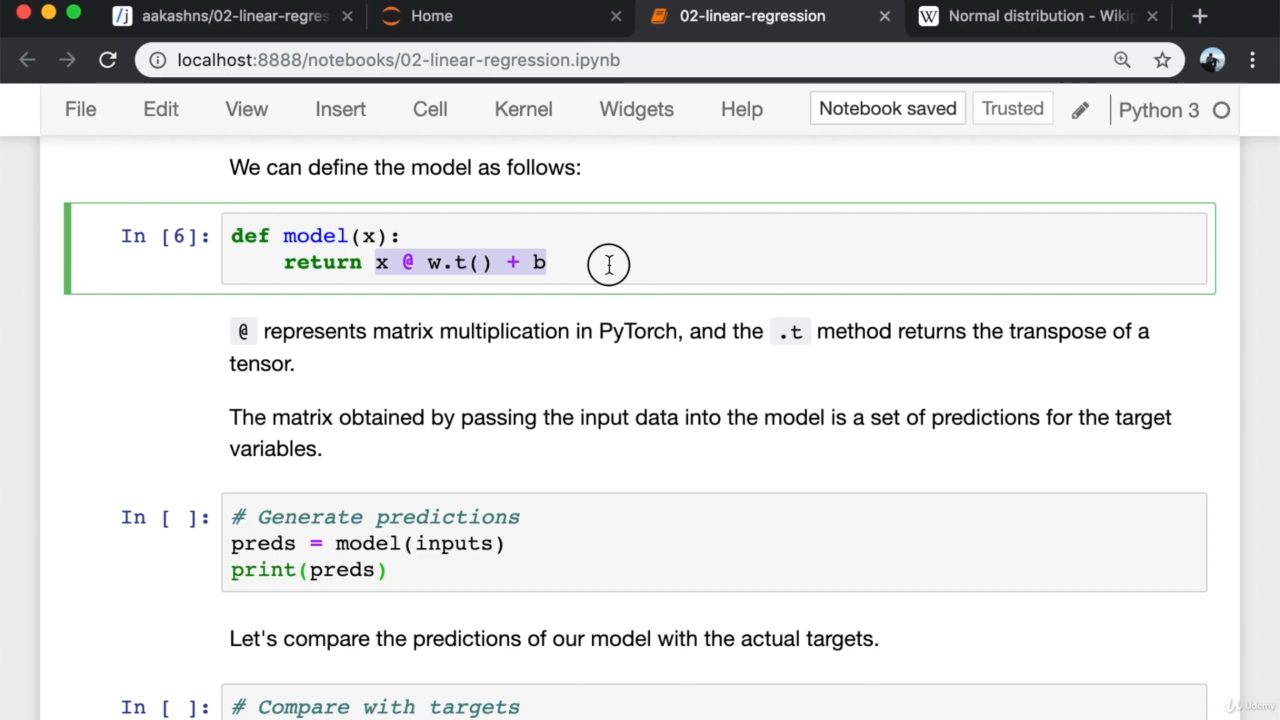 aakashns/02-linear-regres
Home
02-linear-regression
Normal distribution - Wikip
localhost:8888/notebooks/02-linear-regression.ipynb
File Edit View Insert Cell Kernel Widgets Help Notebook saved Trusted Python 3
We can define the model as follows:
In [6]: def model(x):
return x @ w.t() + b
@ represents matrix multiplication in PyTorch, and the .t method returns the transpose of a
tensor.
The matrix obtained by passing the input data into the model is a set of predictions for the target
variables.
In [ ]: # Generate predictions
preds = model(inputs)
print(preds)
Let's compare the predictions of our model with the actual targets.
In [ ]: # Compare with targets
Udemy